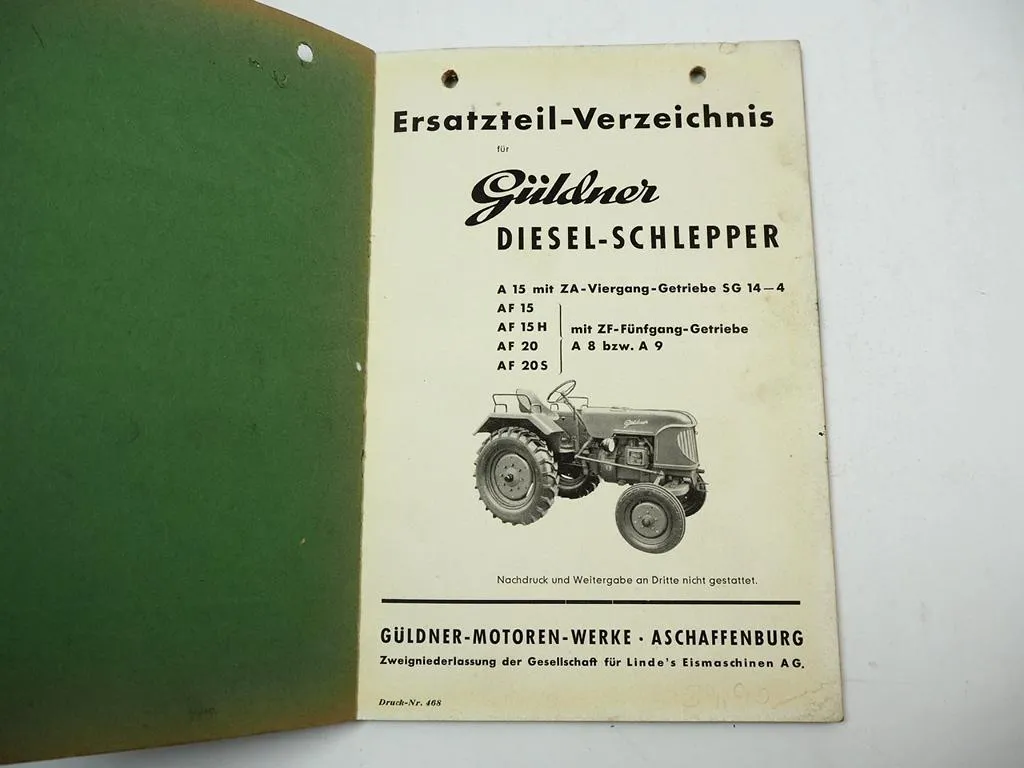 Ersatzteil-Verzeichnis
für
Güldner
DIESEL-SCHLEPPER
A 15 mit ZA-Viergang-Getriebe SG 14-4
AF 15
AF 15 H
AF 20
AF 20 S
mit ZF-Fünfgang-Getriebe
A 8 bzw. A 9
Güldner
Nachdruck und Weitergabe an Dritte nicht gestattet.
GÜLDNER-MOTOREN-WERKE · ASCHAFFENBURG
Zweigniederlassung der Gesellschaft für Linde's Eismaschinen AG.
Druck-Nr. 468